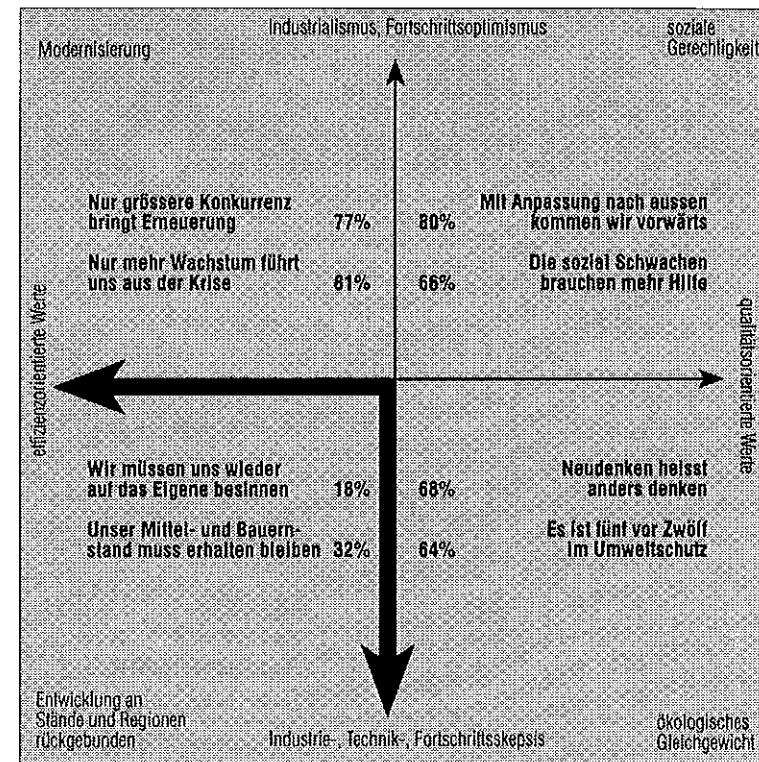 Industrialismus, Fortschrittsoptimismus
Modernisierung
soziale
Gerechtigkeit
Nur grössere Konkurrenz
bringt Erneuerung 77%
80% Mit Anpassung nach aussen
kommen wir vorwärts
Nur mehr Wachstum führt
uns aus der Krise 81%
66% Die sozial Schwachen
brauchen mehr Hilfe
effizienzorientierte Werte
qualitätsorientierte Werte
Wir müssen uns wieder
auf das Eigene besinnen 18%
68% Neudenken heisst
anders denken
Unser Mittel- und Bauern-
stand muss erhalten bleiben 32%
64% Es ist fünf vor Zwölf
im Umweltschutz
Entwicklung an
Stände und Regionen
rückgebunden
Industrie-, Technik-, Fortschrittsskepsis
ökologisches
Gleichgewicht